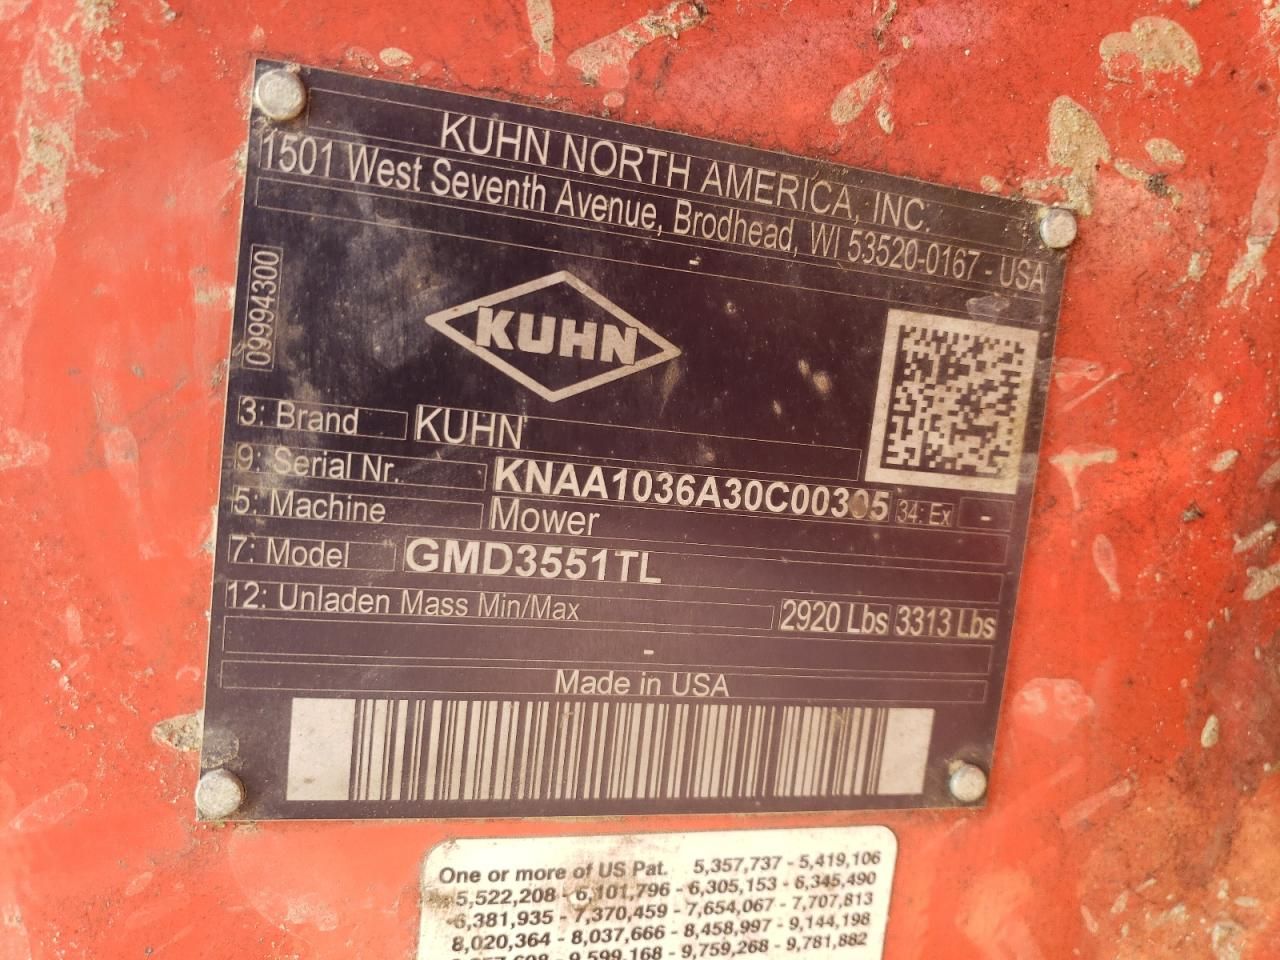 KUHN NORTH AMERICA, INC.
1501 West Seventh Avenue, Brodhead, WI 53520-0167 - USA
-
09994300
KUHN
3: Brand KUHN
9: Serial Nr. KNAA1036A30C00305 34: Ex -
5: Machine Mower
7: Model GMD3551TL
12: Unladen Mass Min/Max 2920 Lbs 3313 Lbs
-
Made in USA
One or more of US Pat. 5,357,737 - 5,419,106
5,522,208 - 6,101,796 - 6,305,153 - 6,345,490
6,381,935 - 7,370,459 - 7,654,067 - 7,707,813
8,020,364 - 8,037,666 - 8,458,997 - 9,144,198
9,599,168 - 9,759,268 - 9,781,882